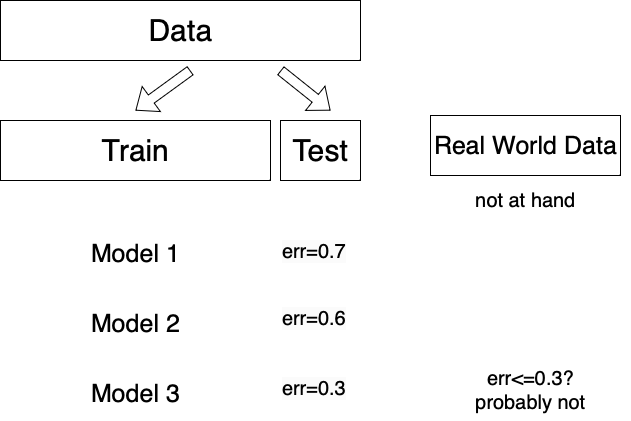 Data
Train
Test
Real World Data
not at hand
Model 1
err=0.7
Model 2
err=0.6
Model 3
err=0.3
err<=0.3?
probably not